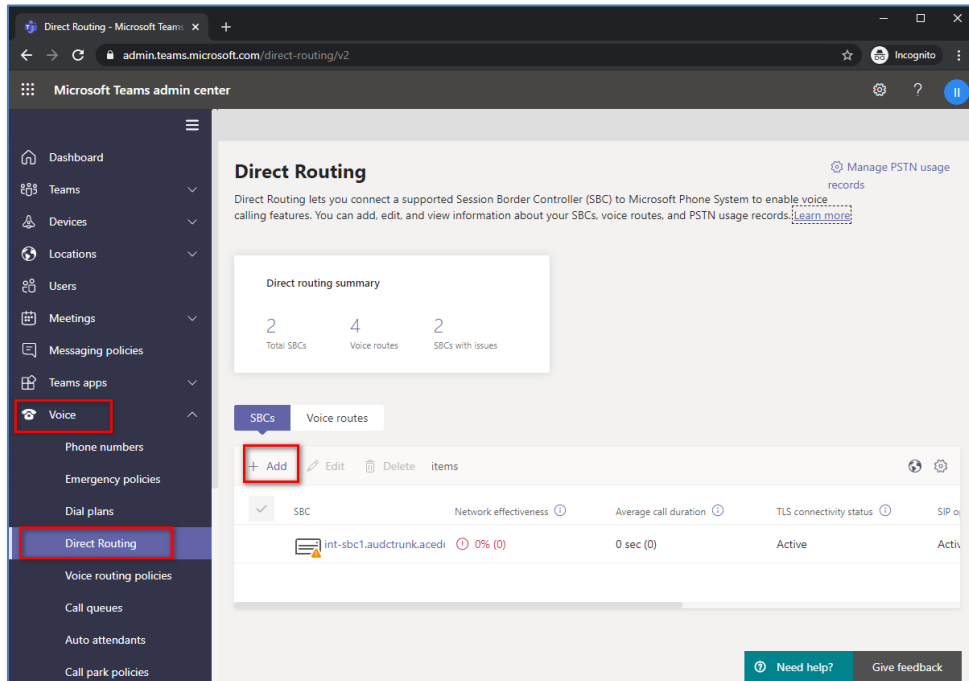 Direct Routing - Microsoft Teams
admin.teams.microsoft.com/direct-routing/v2
Incognito
Microsoft Teams admin center
II
Dashboard
Teams
Devices
Locations
Users
Meetings
Messaging policies
Teams apps
Voice
Phone numbers
Emergency policies
Dial plans
Direct Routing
Voice routing policies
Call queues
Auto attendants
Call park policies
Direct Routing
Manage PSTN usage
records
Direct Routing lets you connect a supported Session Border Controller (SBC) to Microsoft Phone System to enable voice
calling features. You can add, edit, and view information about your SBCs, voice routes, and PSTN usage records. Learn more
Direct routing summary
2 4 2
Total SBCs Voice routes SBCs with issues
SBCs Voice routes
+ Add Edit Delete items
SBC Network effectiveness Average call duration TLS connectivity status SIP
int-sbc1.audctrunk.aced 0% (0) 0 sec (0) Active Activ
Need help? Give feedback